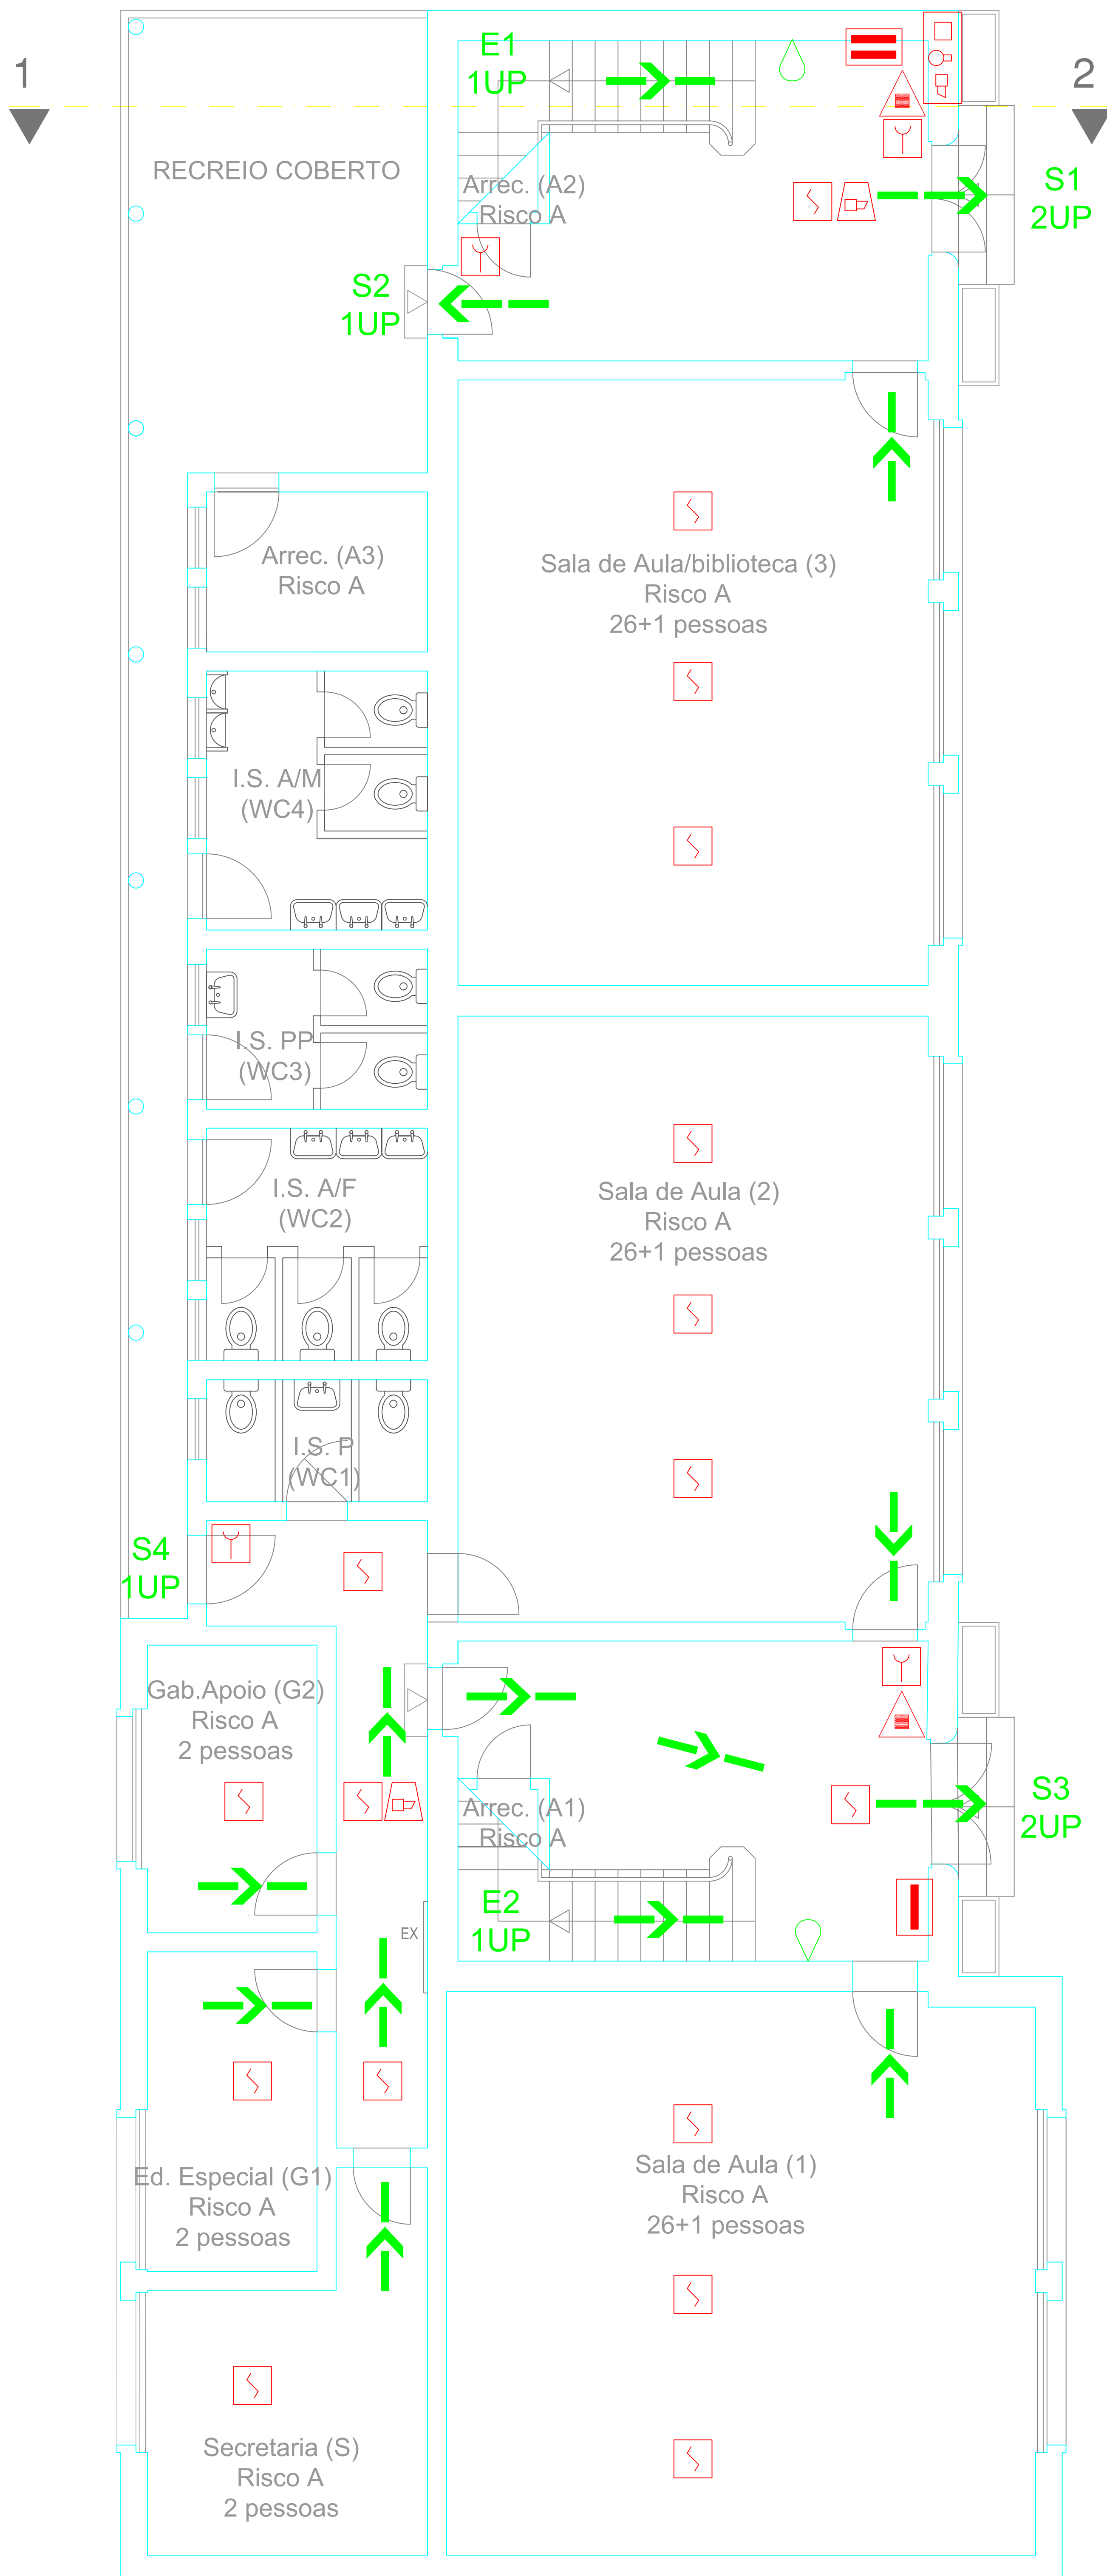 1
2
E1
1UP
RECREIO COBERTO
Arrec. (A2)
Risco A
S1
2UP
S2
1UP
Arrec. (A3)
Risco A
Sala de Aula/biblioteca (3)
Risco A
26+1 pessoas
I.S. A/M
(WC4)
I.S. PP
(WC3)
I.S. A/F
(WC2)
Sala de Aula (2)
Risco A
26+1 pessoas
I.S. P
(WC1)
S4
1UP
Gab.Apoio (G2)
Risco A
2 pessoas
Arrec. (A1)
Risco A
S3
2UP
E2
1UP
EX
Ed. Especial (G1)
Risco A
2 pessoas
Sala de Aula (1)
Risco A
26+1 pessoas
Secretaria (S)
Risco A
2 pessoas